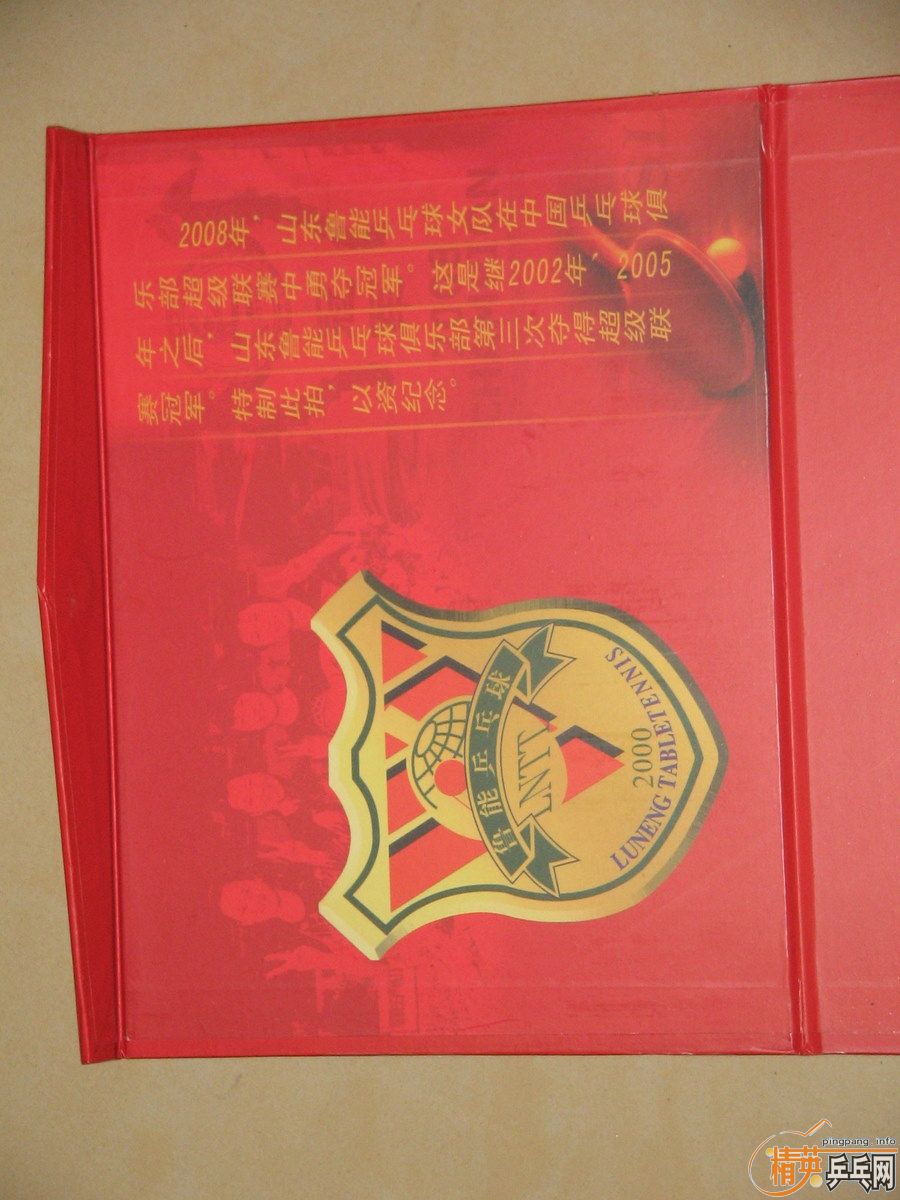 2008年，山东鲁能乒乓球女队在中国乒乓球俱
乐部超级联赛中勇夺冠军。这是继2002年、2005
年之后，山东鲁能乒乓球俱乐部第三次夺得超级联
赛冠军。特制此拍，以资纪念。
鲁能乒乓球
LNTT
2000
LUNENG TABLETENNIS
pingpang.info
精英乒乓网